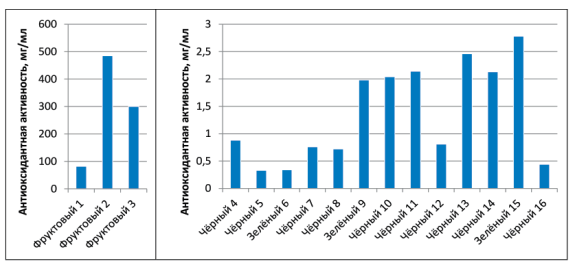 Антиоксидантная активность, мг/мл
600
500
400
300
200
100
0
Фруктовый 1
Фруктовый 2
Фруктовый 3
Антиоксидантная активность, мг/мл
3
2,5
2
1,5
1
0,5
0
Чёрный 4
Чёрный 5
Зелёный 6
Чёрный 7
Чёрный 8
Зелёный 9
Чёрный 10
Чёрный 11
Чёрный 12
Чёрный 13
Чёрный 14
Зелёный 15
Чёрный 16